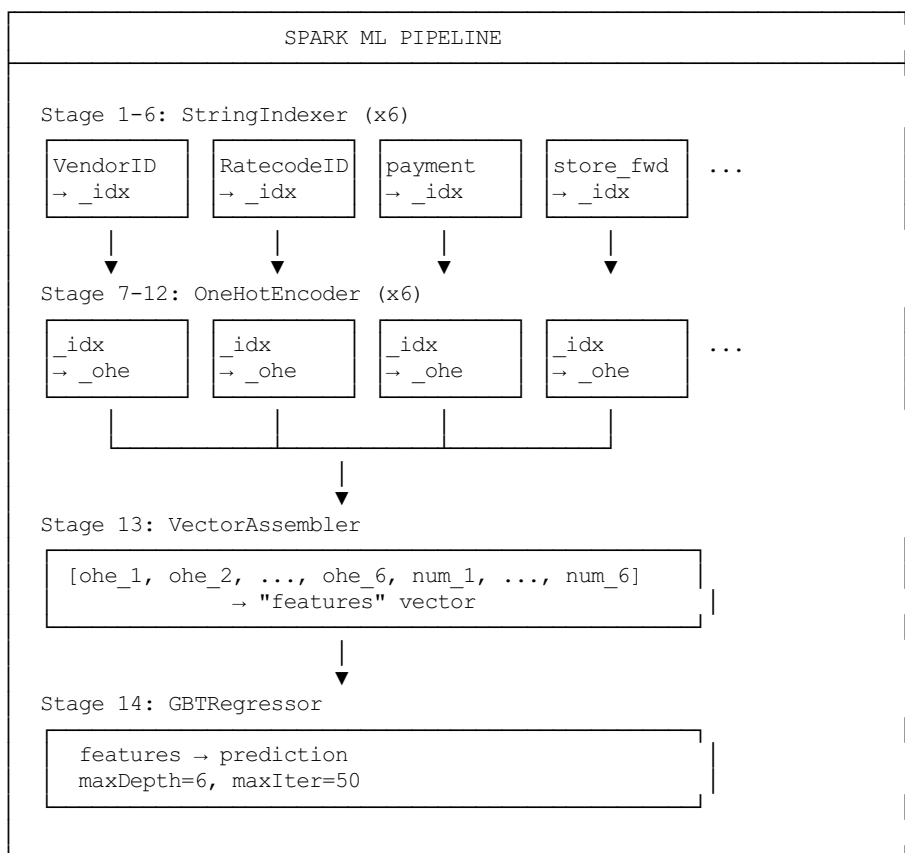 SPARK ML PIPELINE
Stage 1-6: StringIndexer (x6)
VendorID RatecodeID payment store_fwd ...
→ _idx → _idx → _idx → _idx
Stage 7-12: OneHotEncoder (x6)
_idx _idx _idx _idx ...
→ _ohe → _ohe → _ohe → _ohe
Stage 13: VectorAssembler
[ohe_1, ohe_2, ..., ohe_6, num_1, ..., num_6]
→ "features" vector
Stage 14: GBTRegressor
features → prediction
maxDepth=6, maxIter=50